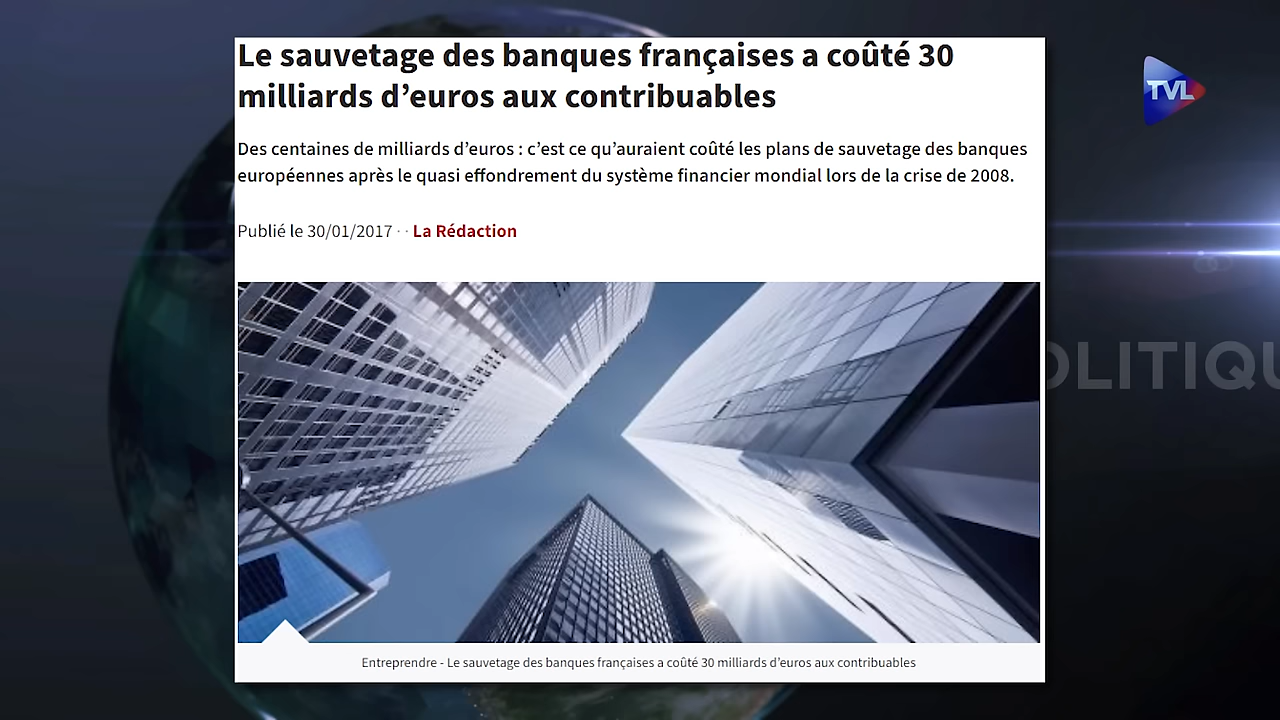 Le sauvetage des banques françaises a coûté 30
milliards d’euros aux contribuables
TVL
Des centaines de milliards d’euros : c’est ce qu’auraient coûté les plans de sauvetage des banques
européennes après le quasi effondrement du système financier mondial lors de la crise de 2008.
Publié le 30/01/2017 · · La Rédaction
OLITIQU
Entreprendre - Le sauvetage des banques françaises a coûté 30 milliards d’euros aux contribuables